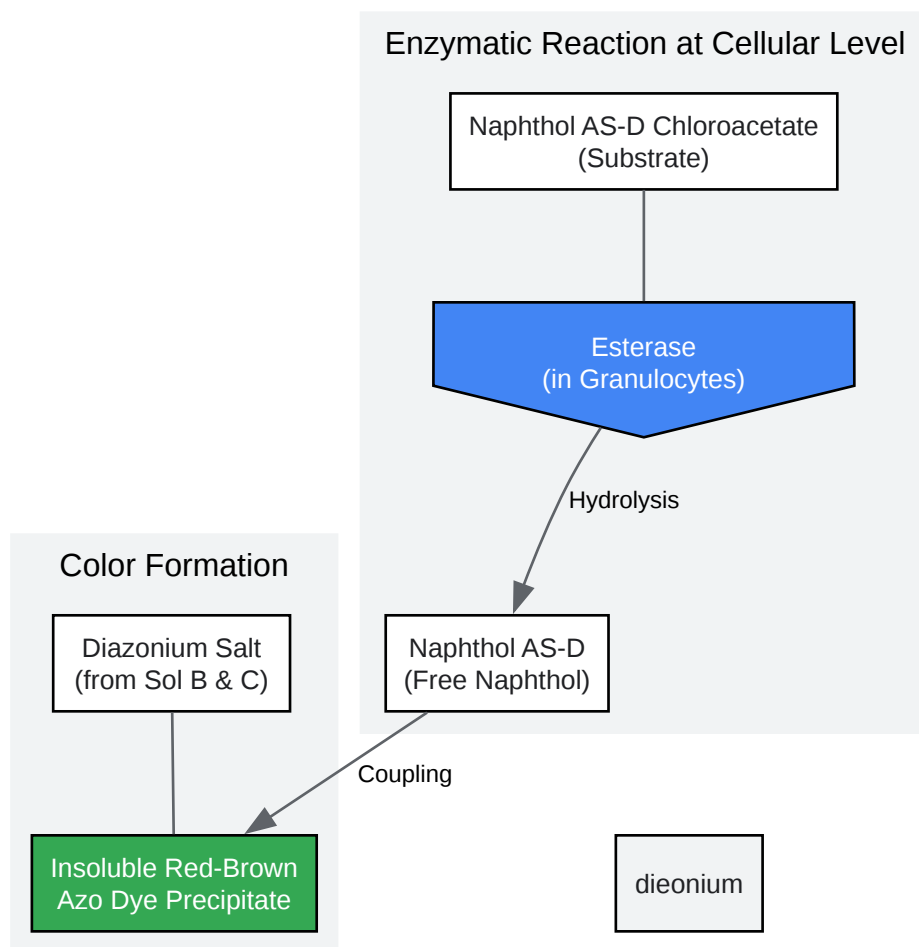 Enzymatic Reaction at Cellular Level
Naphthol AS-D Chloroacetate
(Substrate)
Esterase
(in Granulocytes)
Hydrolysis
Color Formation
Diazonium Salt
(from Sol B & C)
Naphthol AS-D
(Free Naphthol)
Coupling
Insoluble Red-Brown
Azo Dye Precipitate
dieonium